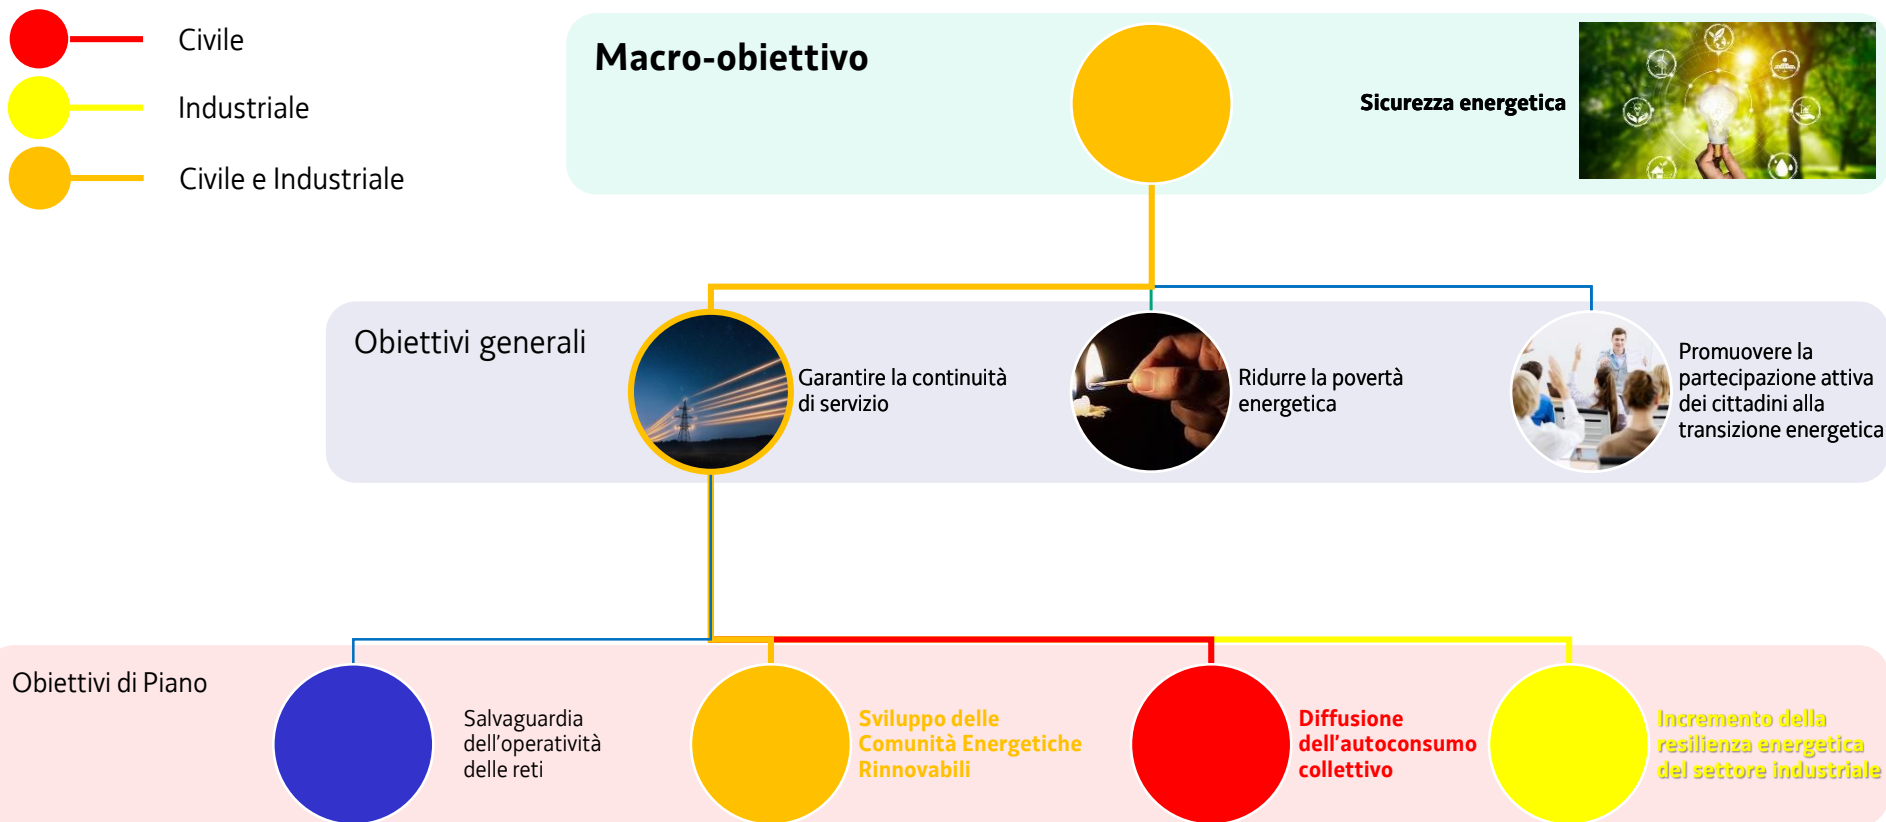 Civile
Industriale
Civile e Industriale
Macro-obiettivo
Sicurezza energetica
Obiettivi generali
Garantire la continuità
di servizio
Ridurre la povertà
energetica
Promuovere la
partecipazione attiva
dei cittadini alla
transizione energetica
Obiettivi di Piano
Salvaguardia
dell'operatività
delle reti
Sviluppo delle
Comunità Energetiche
Rinnovabili
Diffusione
dell'autoconsumo
collettivo
Incremento della
resilienza energetica
del settore industriale